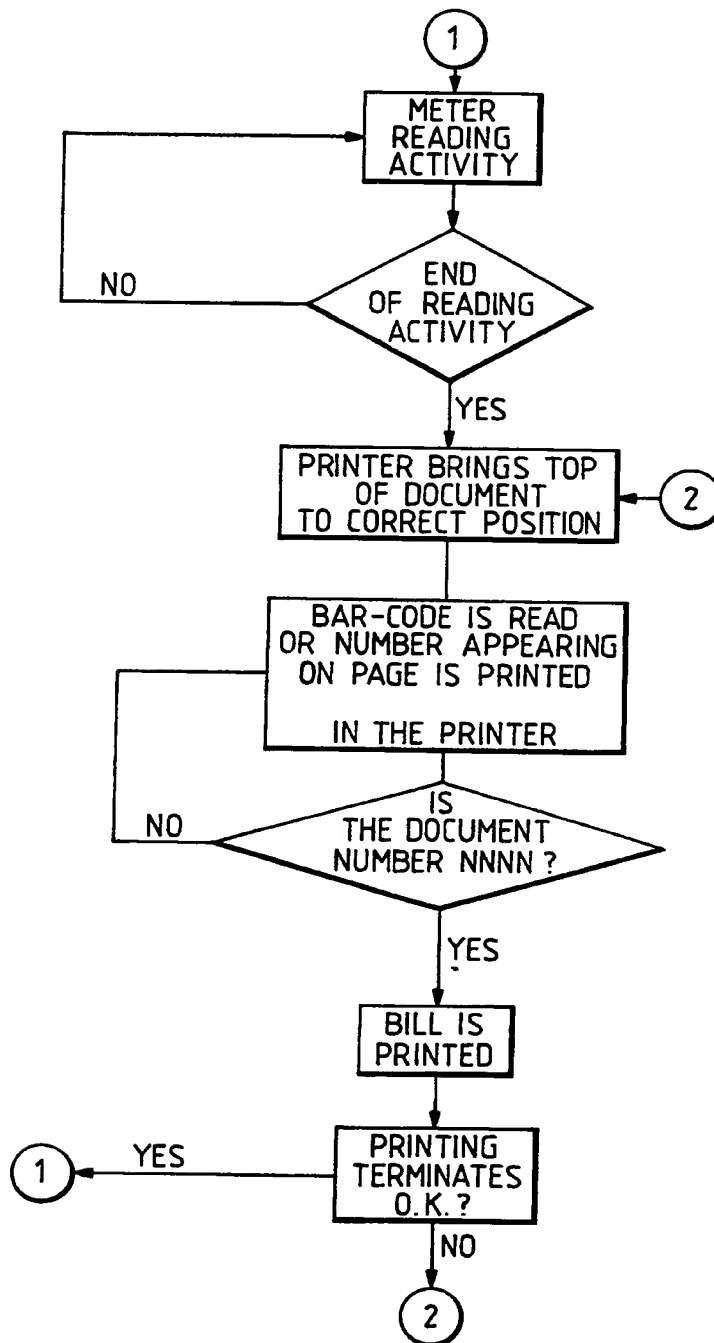 1
METER
READING
ACTIVITY
END
OF READING
ACTIVITY
NO
YES
PRINTER BRINGS TOP
OF DOCUMENT
TO CORRECT POSITION
2
BAR-CODE IS READ
OR NUMBER APPEARING
ON PAGE IS PRINTED
IN THE PRINTER
IS
THE DOCUMENT
NUMBER NNNN ?
NO
YES
BILL IS
PRINTED
PRINTING
TERMINATES
O.K. ?
YES
1
NO
2